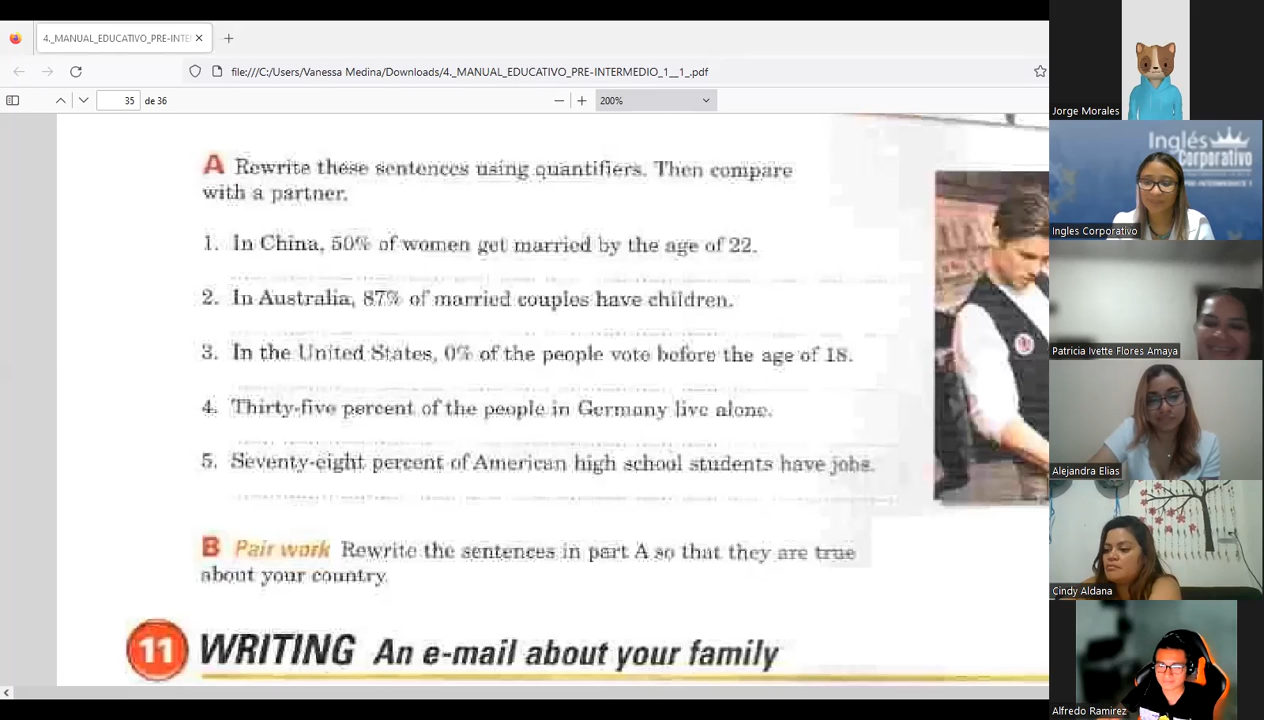 4._MANUAL_EDUCATIVO_PRE-INTE
file:///C:/Users/Vanessa Medina/Downloads/4._MANUAL_EDUCATIVO_PRE-INTERMEDIO_1__1_.pdf
35 de 36
200%
A Rewrite these sentences using quantifiers. Then compare
with a partner.
1. In China, 50% of women get married by the age of 22.
2. In Australia, 87% of married couples have children.
3. In the United States, 0% of the people vote before the age of 18.
4. Thirty-five percent of the people in Germany live alone.
5. Seventy-eight percent of American high school students have jobs.
B Pair work Rewrite the sentences in part A so that they are true
about your country.
11 WRITING An e-mail about your family
Jorge Morales
Inglés
Corporativo
PRE-INTERMEDIATE 1
Ingles Corporativo
Patricia Ivette Flores Amaya
Alejandra Elias
Cindy Aldana
Alfredo Ramirez